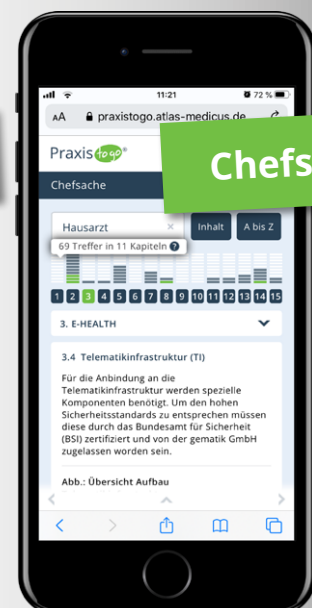 11:21
72 %
AA praxistogo.atlas-medicus.de
Praxis to go®
Chefs
Chefsache
Hausarzt × Inhalt A bis Z
69 Treffer in 11 Kapiteln ?
1 2 3 4 5 6 7 8 9 10 11 12 13 14 15
3. E-HEALTH
3.4 Telematikinfrastruktur (TI)
Für die Anbindung an die
Telematikinfrastruktur werden spezielle
Komponenten benötigt. Um den hohen
Sicherheitsstandards zu entsprechen müssen
diese durch das Bundesamt für Sicherheit
(BSI) zertifiziert und von der gematik GmbH
zugelassen worden sein.
Abb.: Übersicht Aufbau